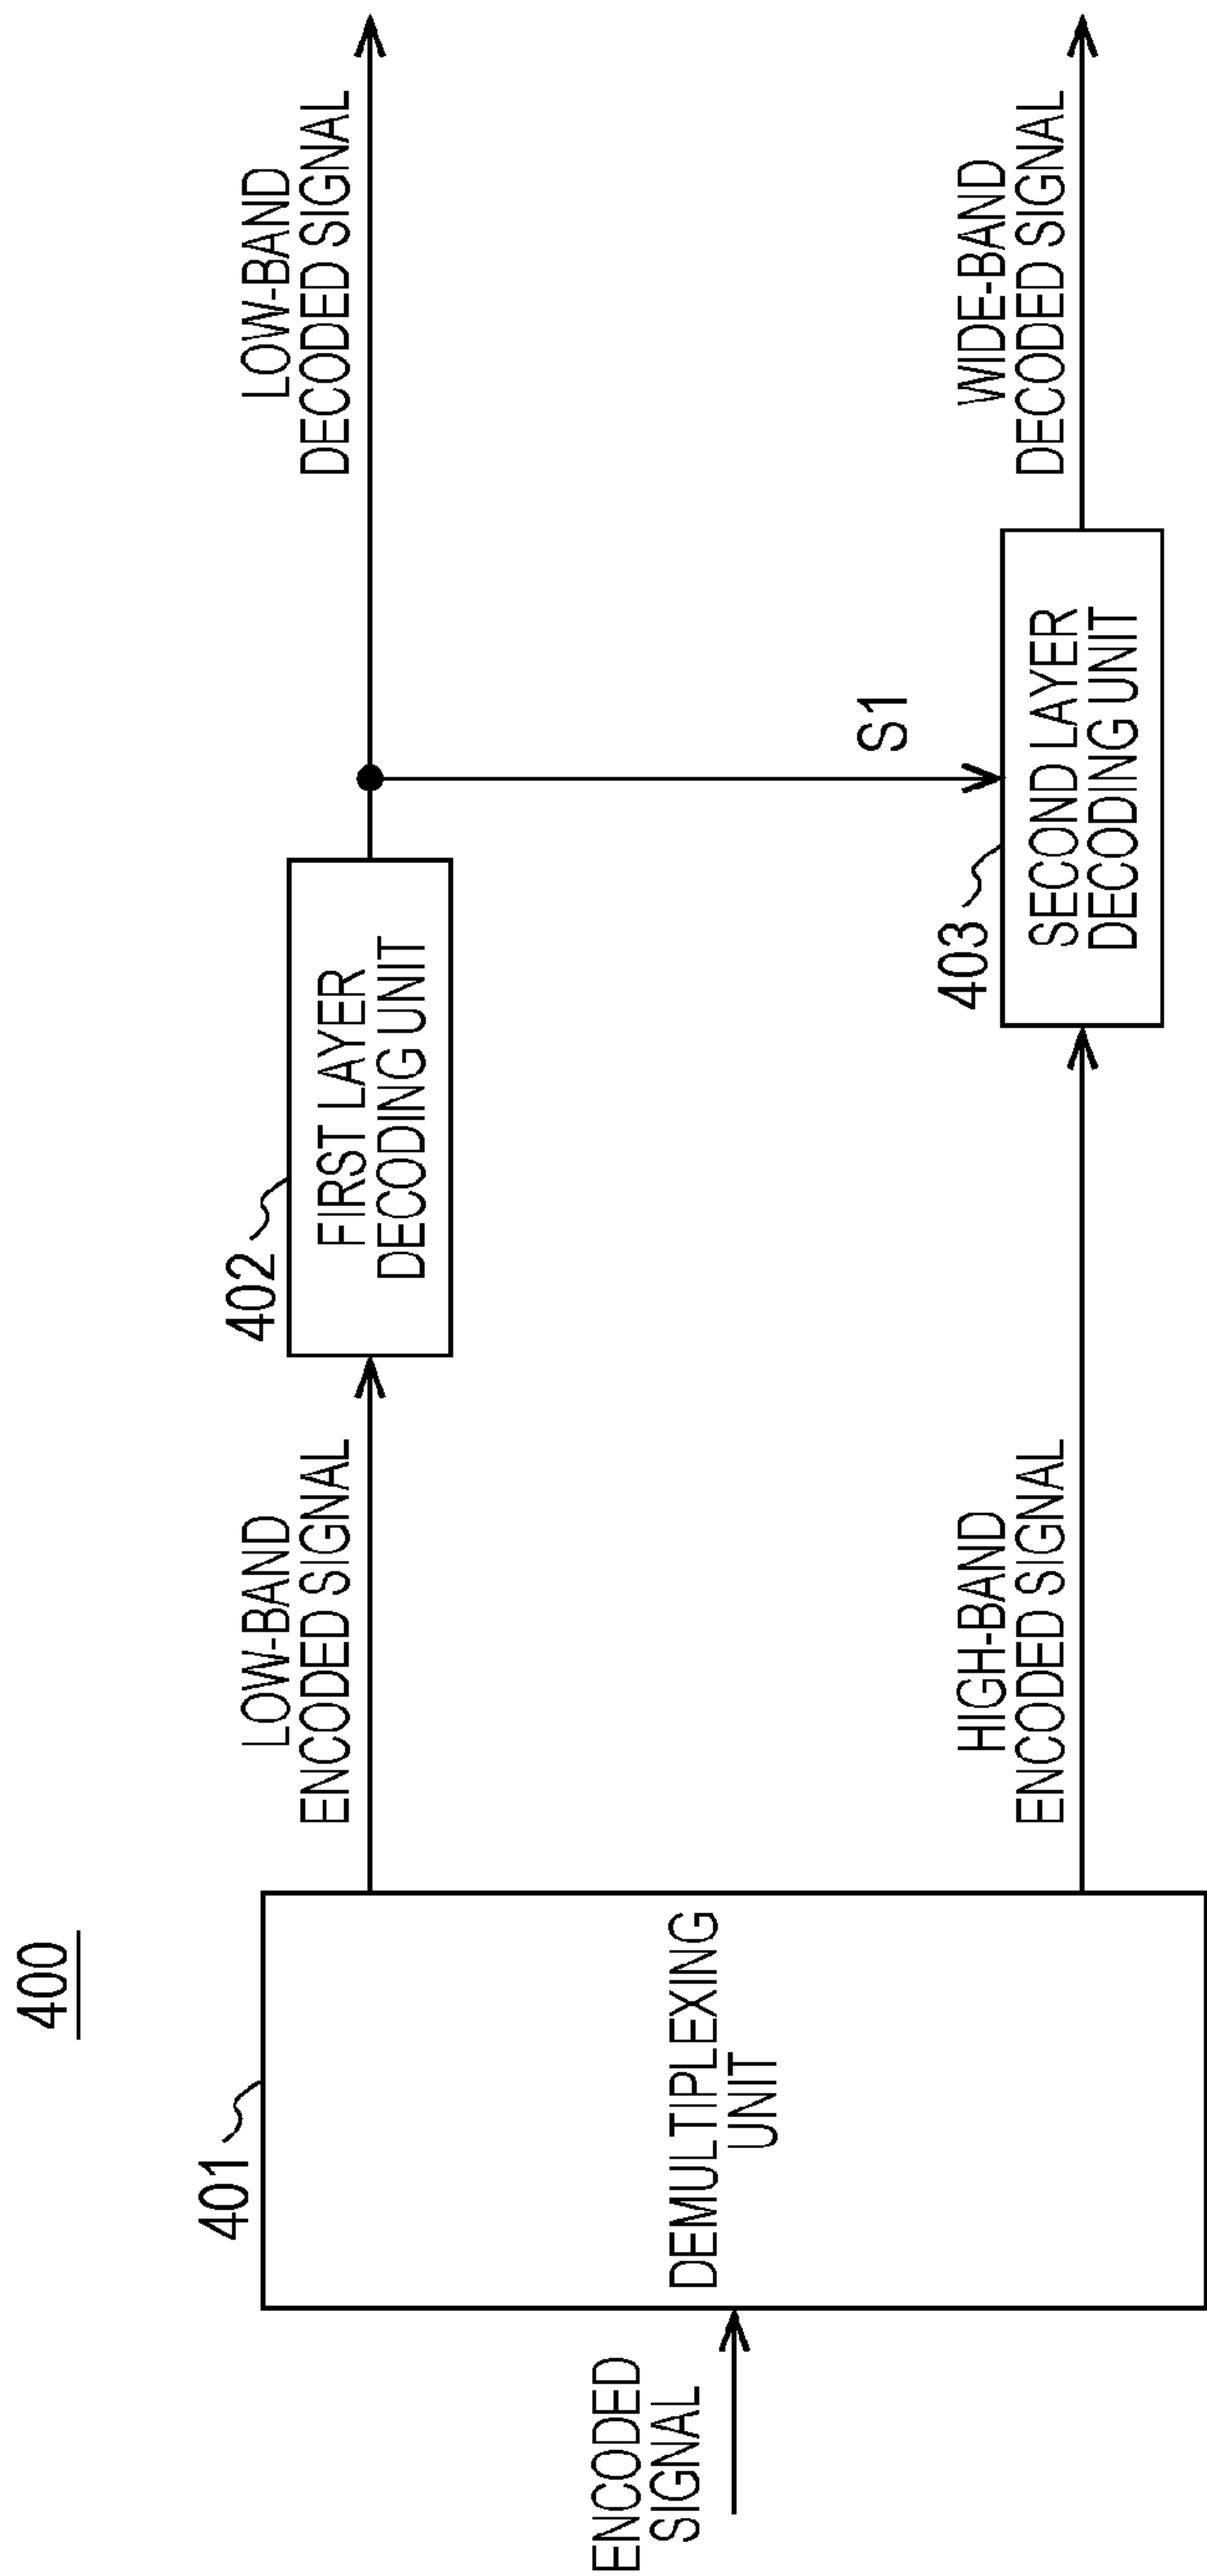 400
401
ENCODED
SIGNAL
DEMULTIPLEXING
UNIT
LOW-BAND
ENCODED SIGNAL
402
FIRST LAYER
DECODING UNIT
LOW-BAND
DECODED SIGNAL
S1
HIGH-BAND
ENCODED SIGNAL
403
SECOND LAYER
DECODING UNIT
WIDE-BAND
DECODED SIGNAL